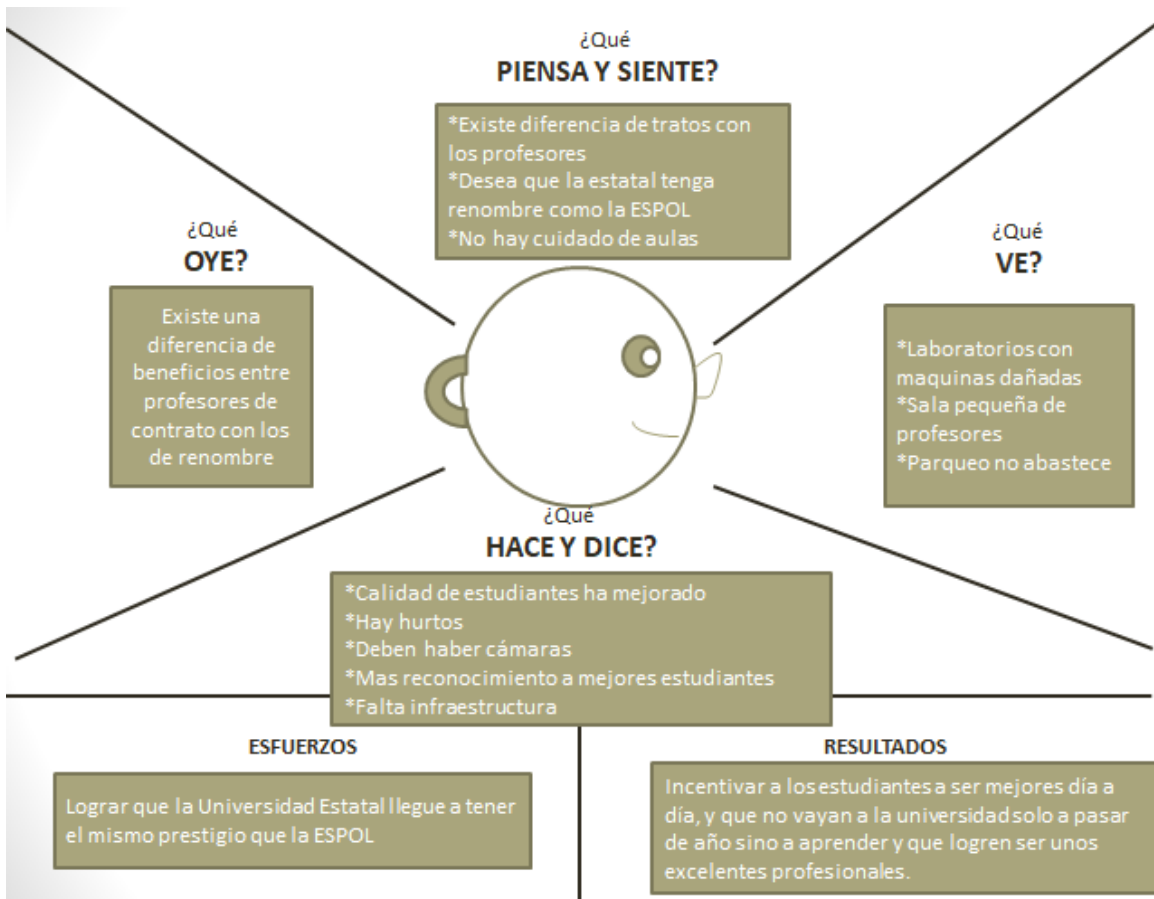 ¿Qué
PIENSA Y SIENTE?
*Existe diferencia de tratos con
los profesores
*Desea que la estatal tenga
renombre como la ESPOL
*No hay cuidado de aulas
¿Qué
OYE?
Existe una
diferencia de
beneficios entre
profesores de
contrato con los
de renombre
¿Qué
VE?
*Laboratorios con
maquinas dañadas
*Sala pequeña de
profesores
*Parqueo no abastece
¿Qué
HACE Y DICE?
*Calidad de estudiantes ha mejorado
*Hay hurtos
*Deben haber cámaras
*Mas reconocimiento a mejores estudiantes
*Falta infraestructura
ESFUERZOS
Lograr que la Universidad Estatal llegue a tener
el mismo prestigio que la ESPOL
RESULTADOS
Incentivar a los estudiantes a ser mejores día a
día, y que no vayan a la universidad solo a pasar
de año sino a aprender y que logren ser unos
excelentes profesionales.